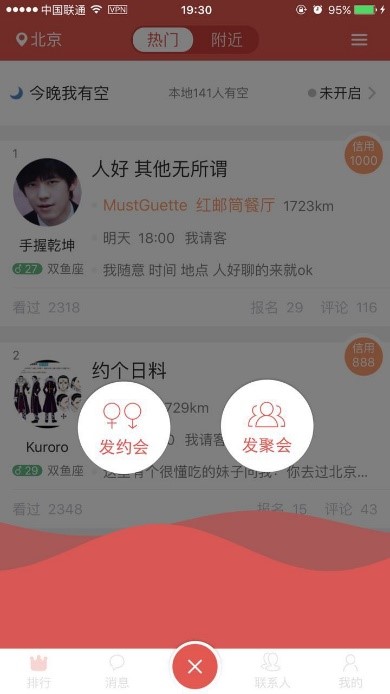 中国联通 VPN 19:30 95%
北京 热门 附近
今晚我有空 本地141人有空 未开启
1
信用
1000
人好 其他无所谓
MustGuette 红邮筒餐厅 1723km
手握乾坤
明天 18:00 我请客
27 双鱼座
我随意 时间 地点 人好聊的来就ok
看过 2318 报名 29 评论 116
2
信用
888
约个日料
729km
发约会 发聚会
Kuroro
我请客
29 双鱼座
这里有个很懂吃的妹子问我：你去过北京...
看过 2348 报名 15 评论 43
排行 消息 联系人 我的